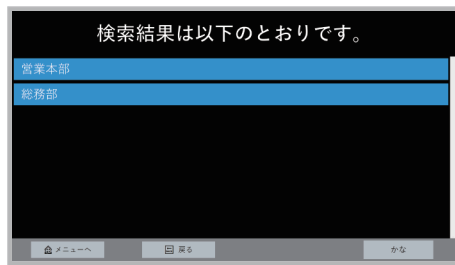 検索結果は以下のとおりです。
営業本部
総務部
メニューへ
戻る
かな